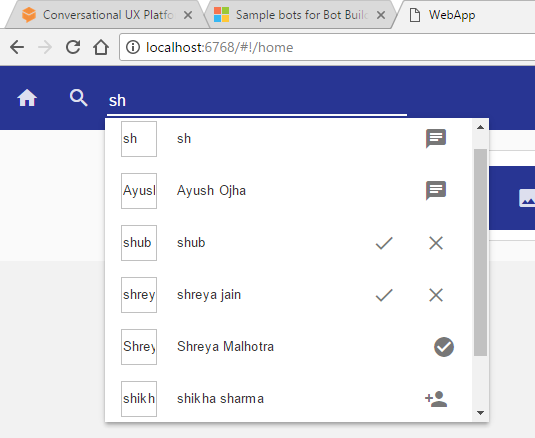 Conversational UX Platfo
Sample bots for Bot Build
WebApp
localhost:6768/#!/home
sh
sh sh
Ayush Ayush Ojha
shub shub
shrey shreya jain
Shrey Shreya Malhotra
shikh shikha sharma